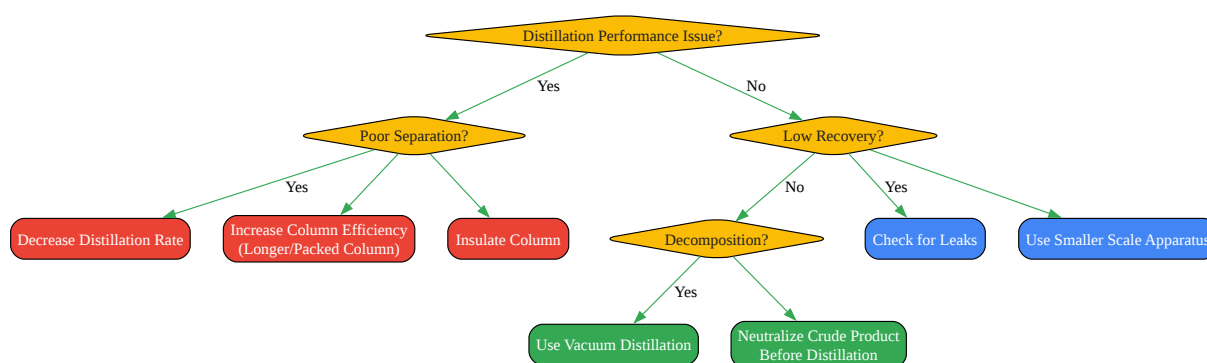 Distillation Performance Issue?
Yes
No
Poor Separation?
Low Recovery?
Yes
No
Yes
Decrease Distillation Rate
Increase Column Efficiency
(Longer/Packed Column)
Insulate Column
Decomposition?
Check for Leaks
Use Smaller Scale Apparatus
Yes
Use Vacuum Distillation
Neutralize Crude Product
Before Distillation